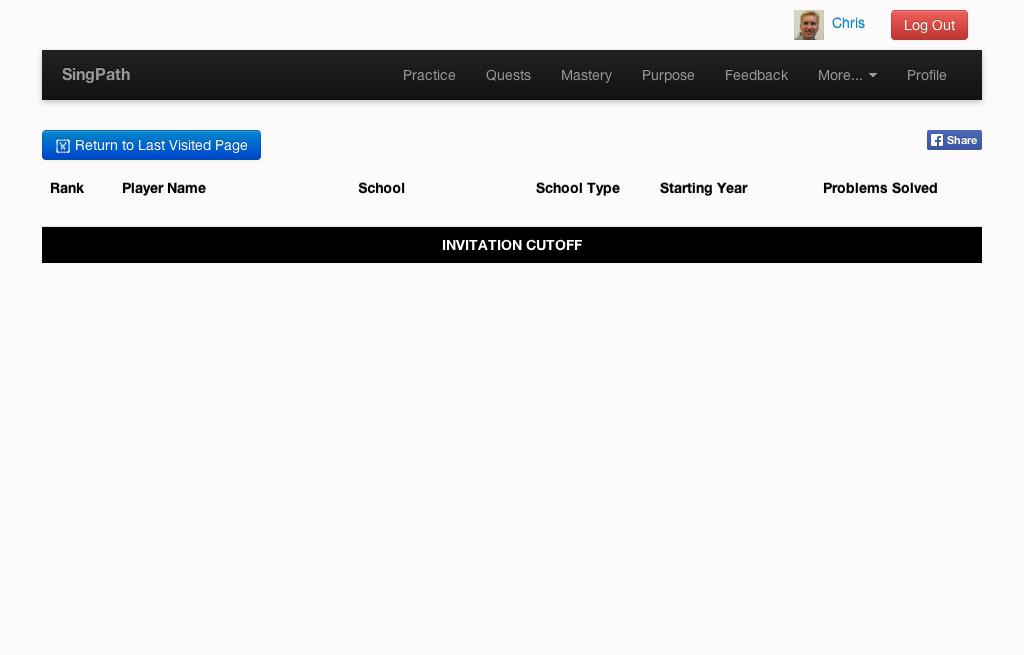 Chris
Log Out
SingPath
Practice
Quests
Mastery
Purpose
Feedback
More...
Profile
Return to Last Visited Page
Share
Rank
Player Name
School
School Type
Starting Year
Problems Solved
INVITATION CUTOFF